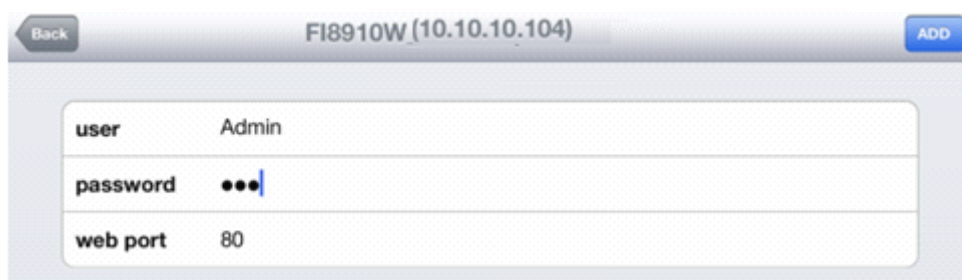 Back FI8910W (10.10.10.104) ADD
user Admin
password •••
web port 80